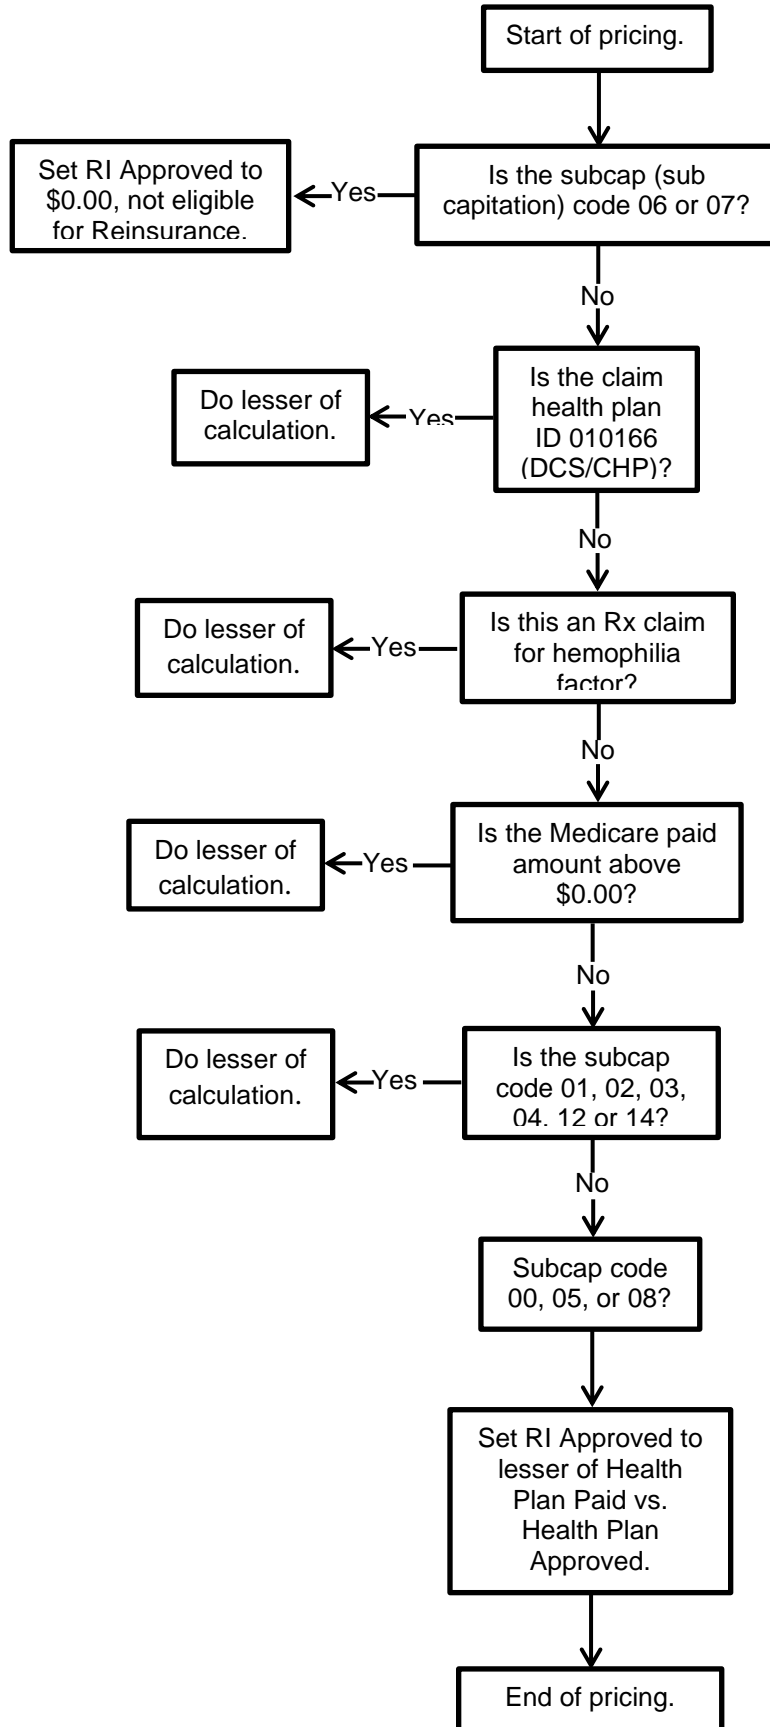 Start of pricing.
Set RI Approved to
$0.00, not eligible
for Reinsurance.
Yes
Is the subcap (sub
capitation) code 06 or 07?
No
Do lesser of
calculation.
Yes
Is the claim
health plan
ID 010166
(DCS/CHP)?
No
Do lesser of
calculation.
Yes
Is this an Rx claim
for hemophilia
factor?
No
Do lesser of
calculation.
Yes
Is the Medicare paid
amount above
$0.00?
No
Do lesser of
calculation.
Yes
Is the subcap
code 01, 02, 03,
04, 12 or 14?
No
Subcap code
00, 05, or 08?
Set RI Approved to
lesser of Health
Plan Paid vs.
Health Plan
Approved.
End of pricing.